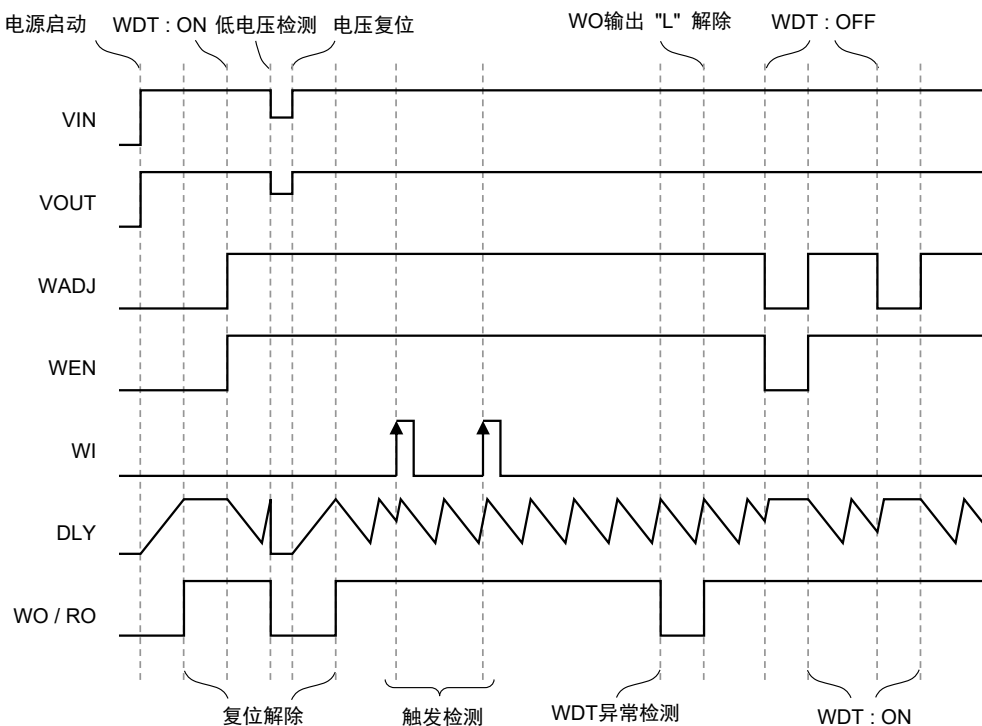 电源启动 WDT : ON 低电压检测 电压复位 WO输出 "L" 解除 WDT : OFF
VIN
VOUT
WADJ
WEN
WI
DLY
WO / RO
复位解除 触发检测 WDT异常检测 WDT : ON